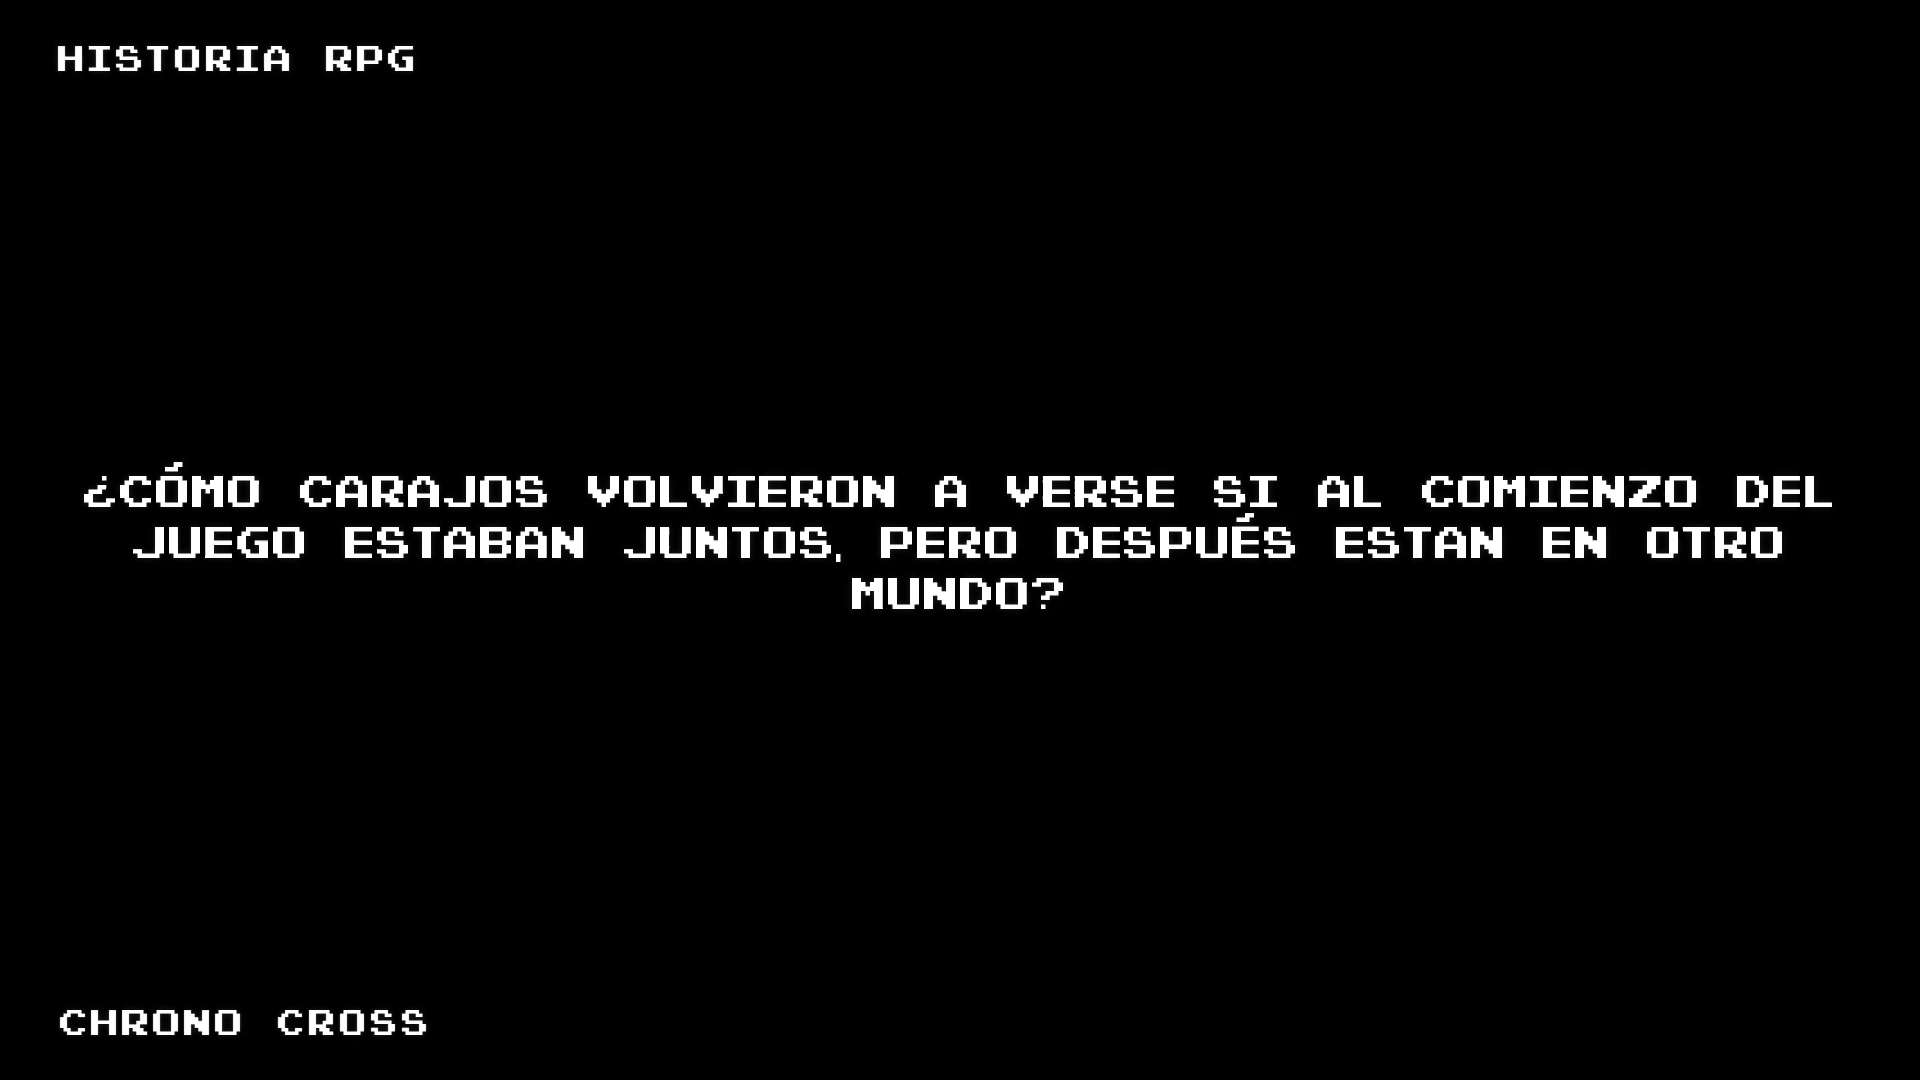 HISTORIA RPG
¿CÓMO CARAJOS VOLVIERON A VERSE SI AL COMIENZO DEL
JUEGO ESTABAN JUNTOS, PERO DESPUÉS ESTAN EN OTRO
MUNDO?
CHRONO CROSS